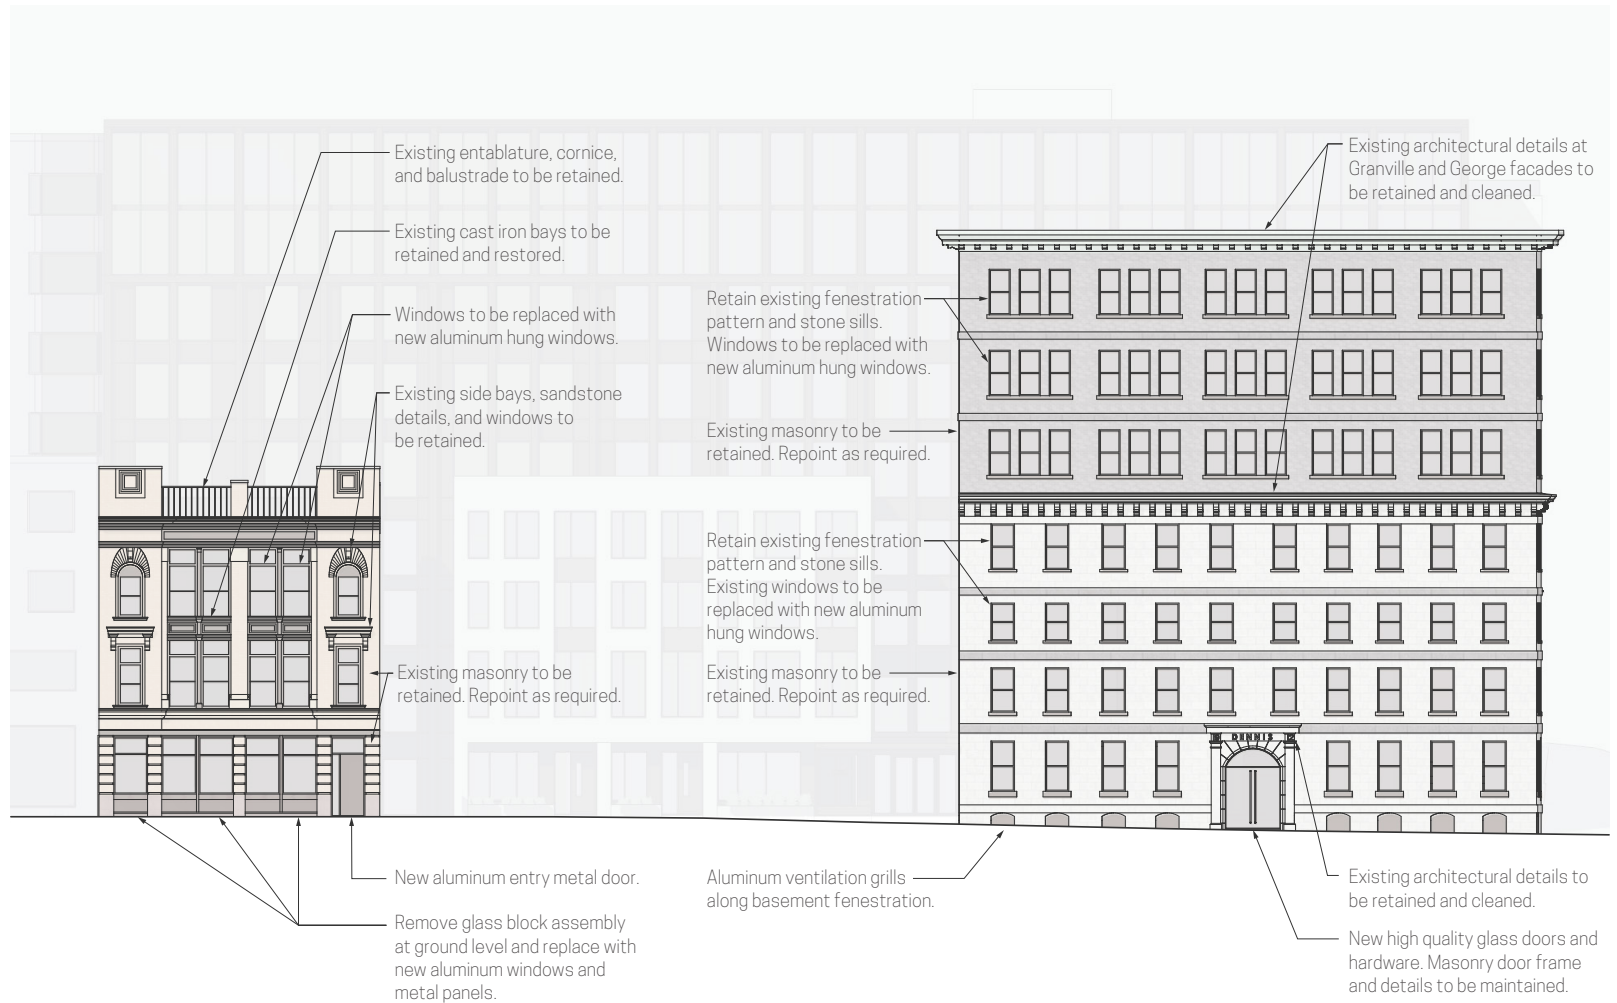 Existing entablature, cornice,
and balustrade to be retained.
Existing cast iron bays to be
retained and restored.
Windows to be replaced with
new aluminum hung windows.
Existing side bays, sandstone
details, and windows to
be retained.
Existing masonry to be
retained. Repoint as required.
New aluminum entry metal door.
Remove glass block assembly
at ground level and replace with
new aluminum windows and
metal panels.
Retain existing fenestration
pattern and stone sills.
Windows to be replaced with
new aluminum hung windows.
Existing masonry to be
retained. Repoint as required.
Retain existing fenestration
pattern and stone sills.
Existing windows to be
replaced with new aluminum
hung windows.
Existing masonry to be
retained. Repoint as required.
Aluminum ventilation grills
along basement fenestration.
Existing architectural details at
Granville and George facades to
be retained and cleaned.
DENNIS
Existing architectural details to
be retained and cleaned.
New high quality glass doors and
hardware. Masonry door frame
and details to be maintained.